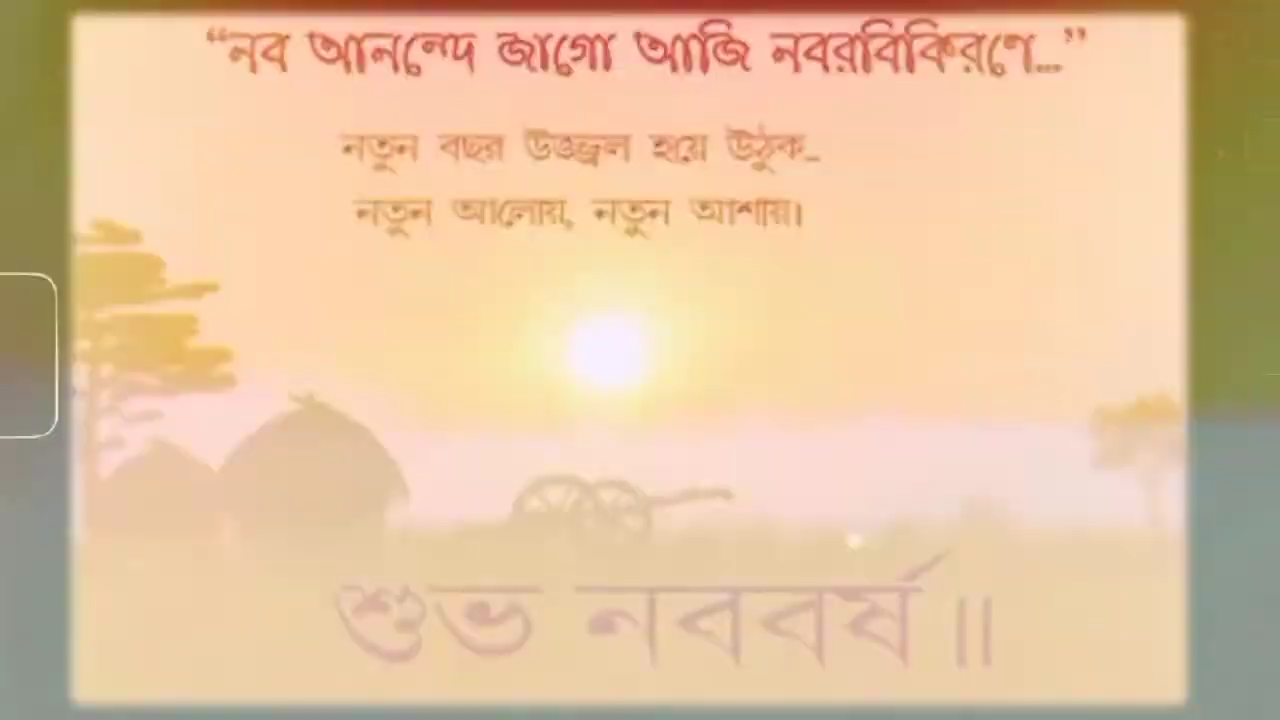 “নব আনন্দে জাগো আজি নবরবিকিরণে...”
নতুন বছর উজ্জ্বল হয়ে উঠুক..
নতুন আলোয়, নতুন আশায়।
শুভ নববর্ষ ॥